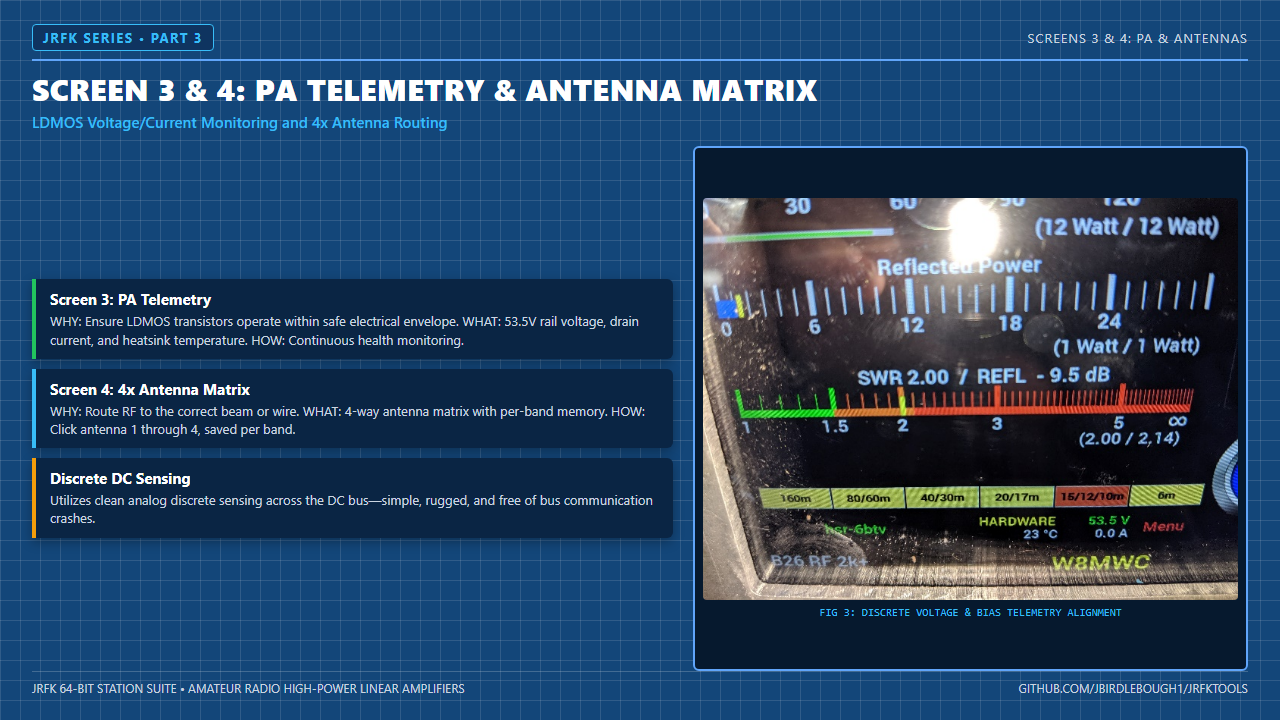 JRFK SERIES • PART 3
SCREENS 3 & 4: PA & ANTENNAS
SCREEN 3 & 4: PA TELEMETRY & ANTENNA MATRIX
LDMOS Voltage/Current Monitoring and 4x Antenna Routing
Screen 3: PA Telemetry
WHY: Ensure LDMOS transistors operate within safe electrical envelope. WHAT: 53.5V rail voltage, drain
current, and heatsink temperature. HOW: Continuous health monitoring.
Screen 4: 4x Antenna Matrix
WHY: Route RF to the correct beam or wire. WHAT: 4-way antenna matrix with per-band memory. HOW:
Click antenna 1 through 4, saved per band.
Discrete DC Sensing
Utilizes clean analog discrete sensing across the DC bus—simple, rugged, and free of bus communication
crashes.
30 60 90 120
(12 Watt / 12 Watt)
Reflected Power
0 6 12 18 24
(1 Watt / 1 Watt)
SWR 2.00 / REFL - 9.5 dB
1 1.5 2 3 5 ∞
(2.00 / 2,14)
160m 80/60m 40/30m 20/17m 15/12/10m 6m
hsr-6btv HARDWARE 53.5 V Menu
23 °C 0.0 A
B26 RF 2k+ W8MWC
FIG 3: DISCRETE VOLTAGE & BIAS TELEMETRY ALIGNMENT
JRFK 64-BIT STATION SUITE • AMATEUR RADIO HIGH-POWER LINEAR AMPLIFIERS
GITHUB.COM/JBIRDLEBOUGH1/JRFKTOOLS